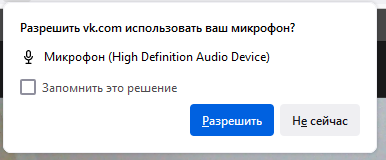 Разрешить vk.com использовать ваш микрофон?
Микрофон (High Definition Audio Device)
Запомнить это решение
Разрешить Не сейчас